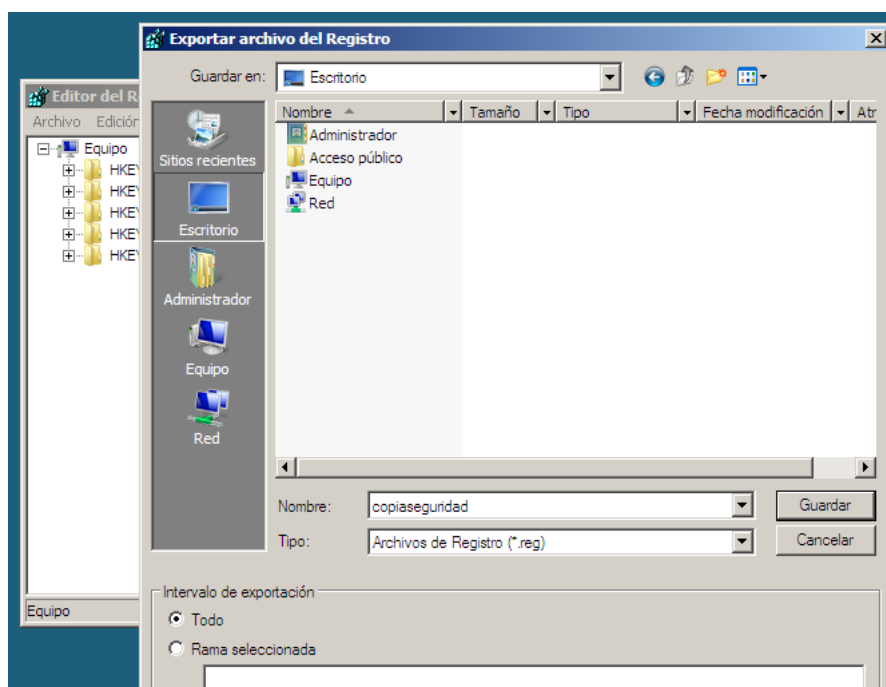 Exportar archivo del Registro
Guardar en:
Escritorio
Editor del R
Archivo Edición
Equipo
HKEY
HKEY
HKEY
HKEY
HKEY
Equipo
Sitios recientes
Escritorio
Administrador
Equipo
Red
Nombre Tamaño Tipo Fecha modificación Atr
Administrador
Acceso público
Equipo
Red
Nombre: copiaseguridad Guardar
Tipo: Archivos de Registro (*.reg) Cancelar
Intervalo de exportación
Todo
Rama seleccionada